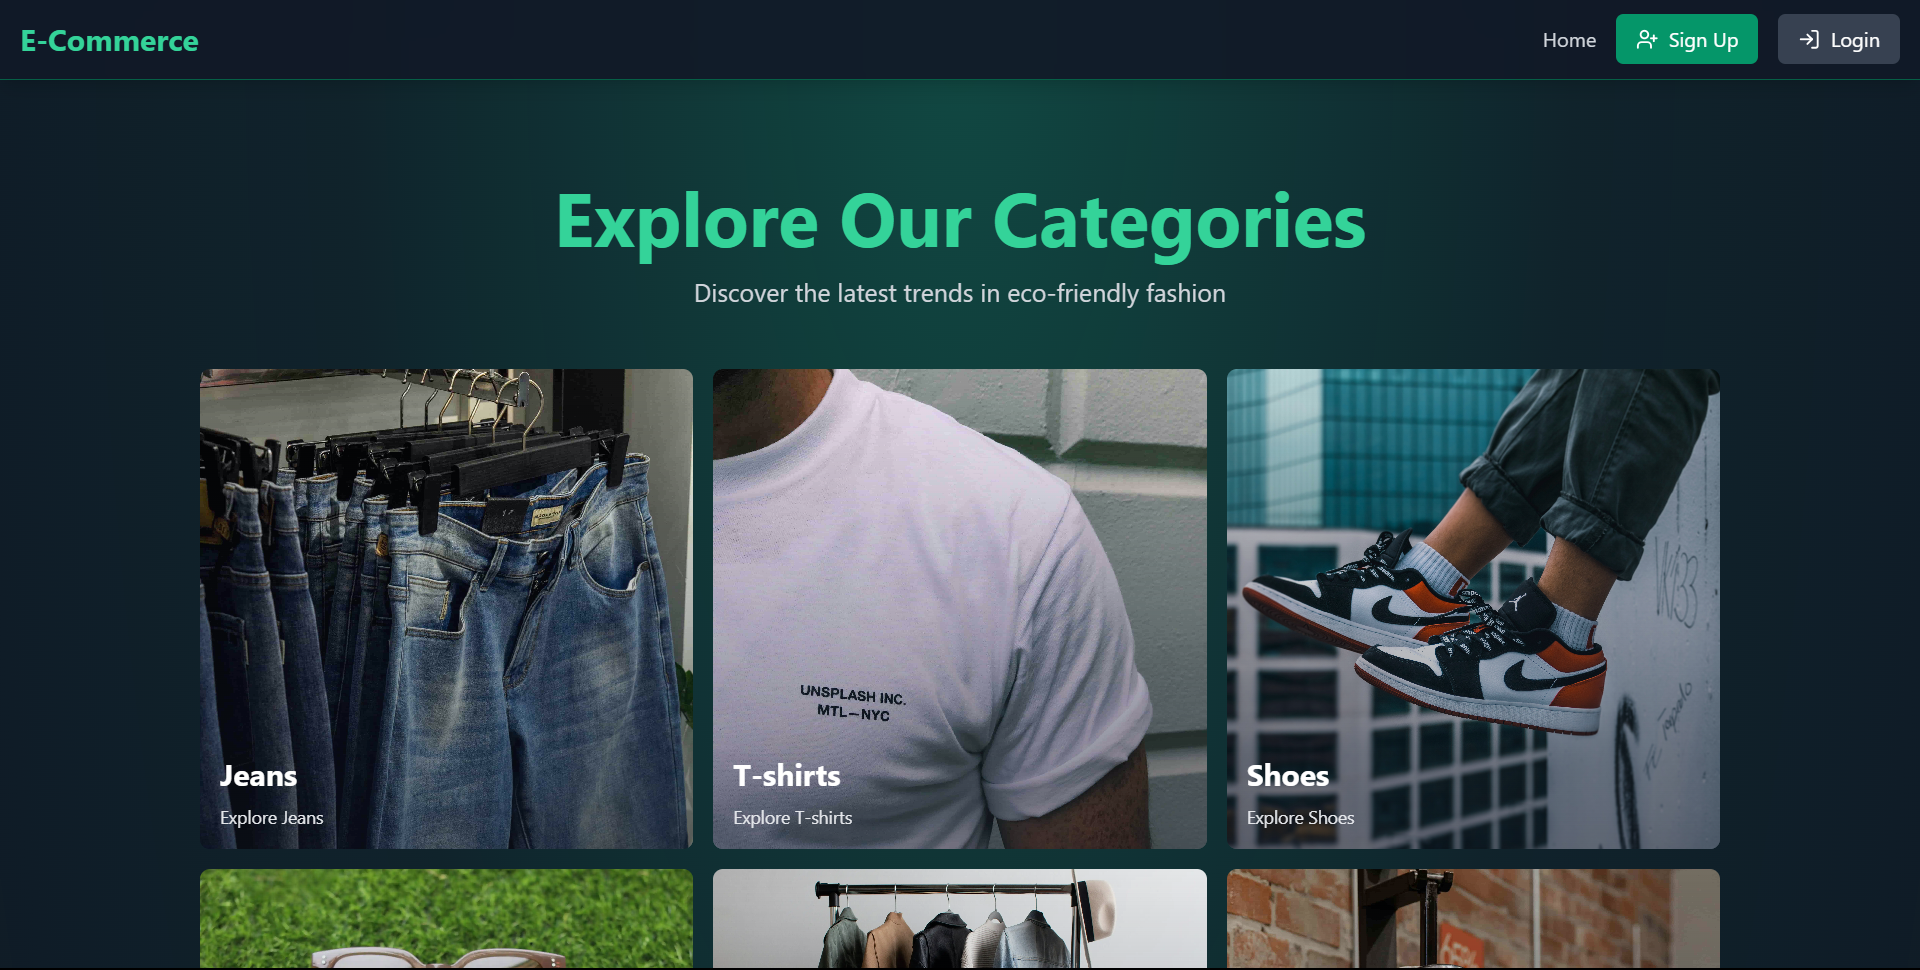 E-Commerce
Home
Sign Up
Login
Explore Our Categories
Discover the latest trends in eco-friendly fashion
UNSPLASH INC.
MTL—NYC
Jeans
Explore Jeans
T-shirts
Explore T-shirts
Shoes
Explore Shoes